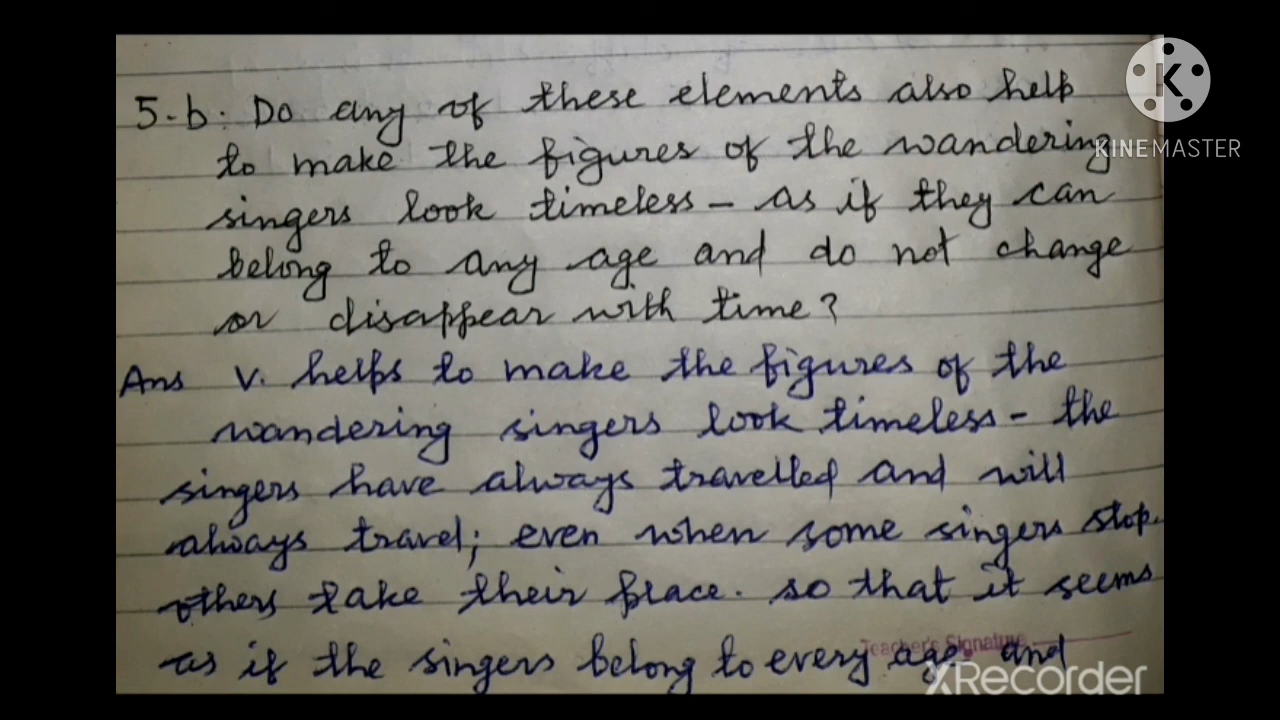 5.b. Do any of these elements also help
to make the figures of the wandering
singers look timeless - as if they can
belong to any age and do not change
or disappear with time?
Ans V. helps to make the figures of the
wandering singers look timeless - the
singers have always travelled and will
always travel; even when some singers stop.
others take their place. so that it seems
as if the singers belong to every age and
Teacher's Signature
KINEMASTER
XRecorder